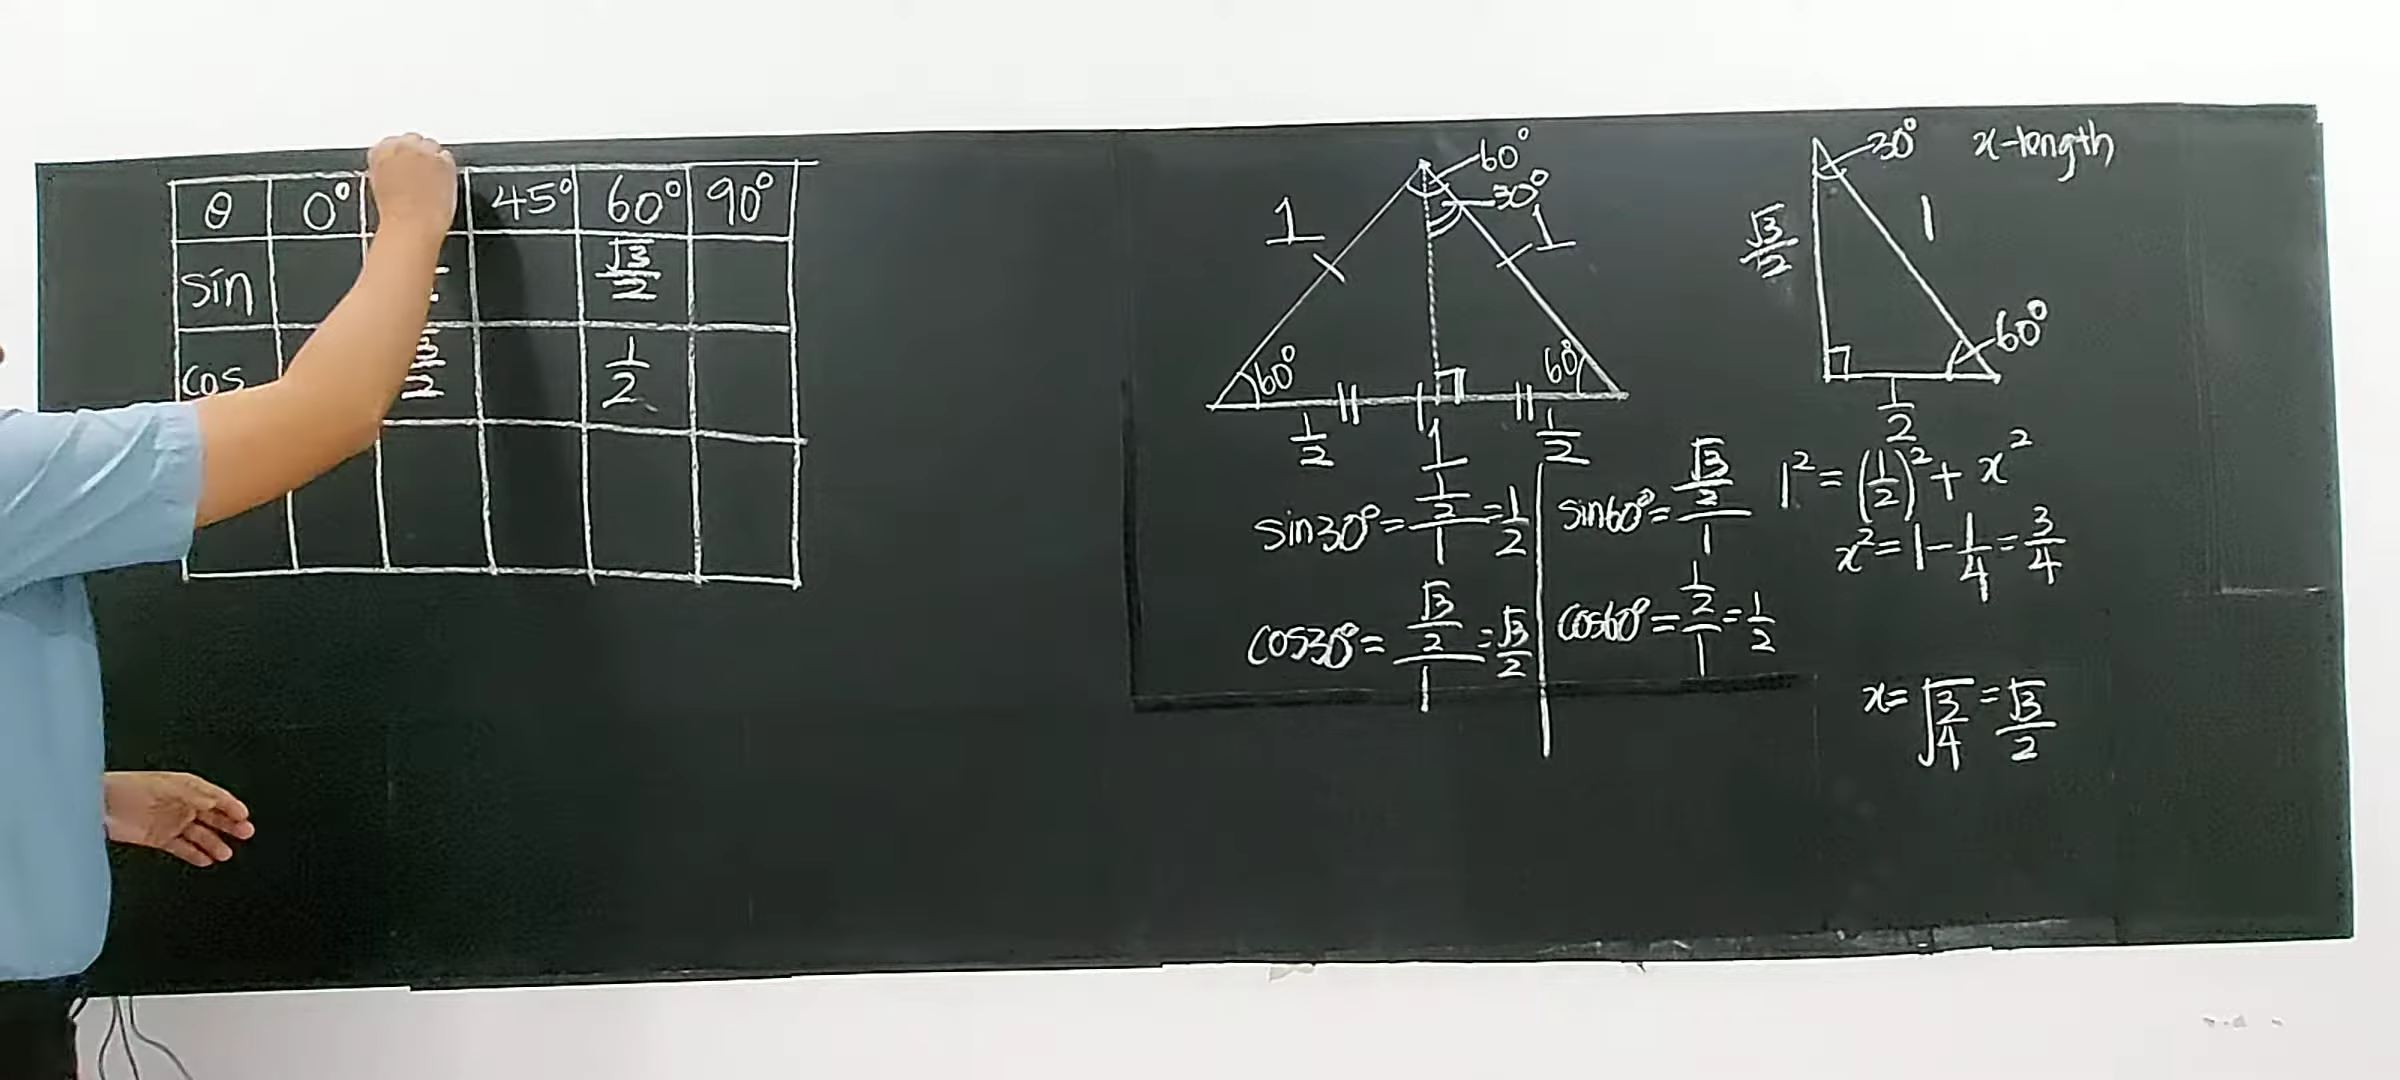 θ 0° 45° 60° 90°
sin √3/2
cos 3/2 1/2
60°
30°
1 1
60° 60°
1/2 1 1/2
30° x-length
√3/2 1
60°
1/2
sin30° = (1/2)/1 = 1/2
cos30° = (√3/2)/1 = √3/2
sin60° = (√3/2)/1
cos60° = (1/2)/1 = 1/2
1² = (1/2)² + x²
x² = 1 - 1/4 = 3/4
x = √(3/4) = √3/2